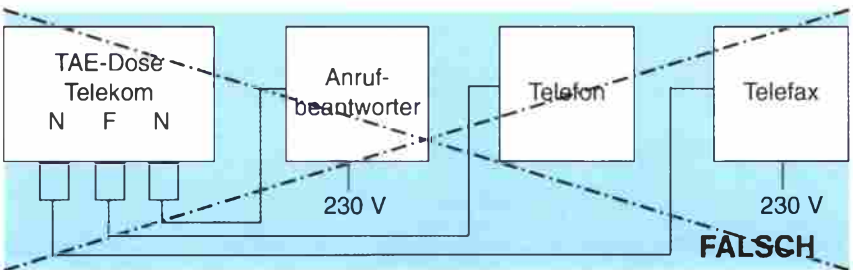 TAE-Dose
Telekom
N F N
Anruf-
beantworter
Telefon
Telefax
230 V
230 V
FALSCH